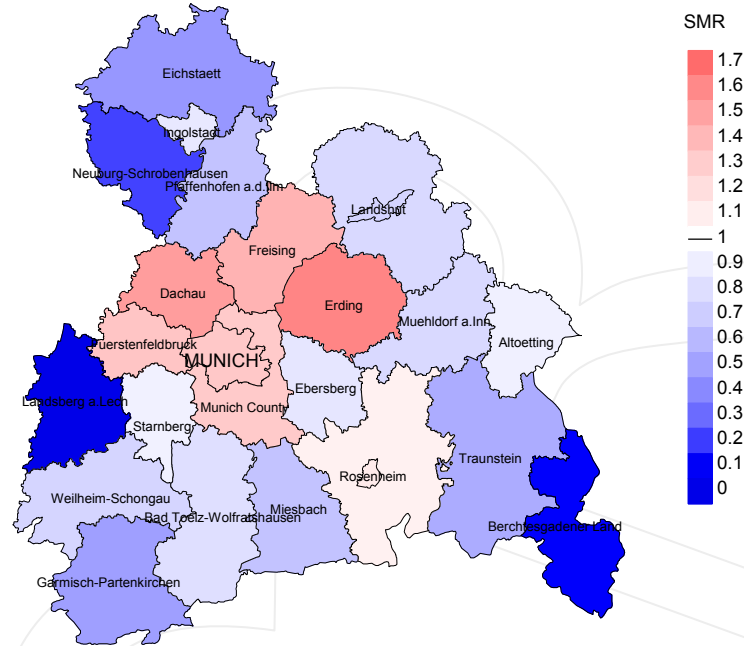 SMR
1.7
1.6
1.5
1.4
1.3
1.2
1.1
1
0.9
0.8
0.7
0.6
0.5
0.4
0.3
0.2
0.1
0
Eichstaett
Ingolstadt
Neuburg-Schrobenhausen
Pfaffenhofen a.d.Ilm
Landshut
Freising
Dachau
Erding
Muehldorf a.Inn
Altoetting
Fuerstenfeldbruck
MUNICH
Ebersberg
Landsberg a.Lech
Munich County
Starnberg
Traunstein
Rosenheim
Weilheim-Schongau
Miesbach
Bad Toelz-Wolfratshausen
Berchtesgadener Land
Garmisch-Partenkirchen